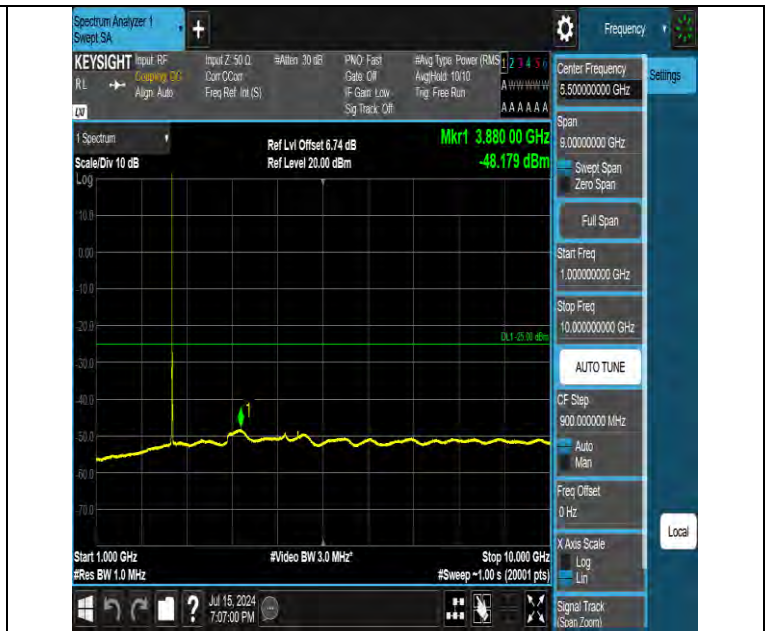 Spectrum Analyzer 1
Swept SA
+
Frequency
KEYSIGHT
RL
Input: RF
Coupling: DC
Align: Auto
Input Z: 50 Ω
Corr CCorr
Freq Ref: Int (S)
#Atten: 30 dB
PNO: Fast
Gate: Off
IF Gain: Low
Sig Track: Off
#Avg Type: Power (RMS
Avg|Hold: 10/10
Trig: Free Run
1 2 3 4 5 6
A W W W W W
A A A A A A
Settings
1 Spectrum
Scale/Div 10 dB
Log
Ref Lvl Offset 6.74 dB
Ref Level 20.00 dBm
Mkr1 3.880 00 GHz
-48.179 dBm
10.0
0.00
-10.0
-20.0
-30.0
-40.0
-50.0
-60.0
-70.0
DL1 -25.00 dBm
1
Start 1.000 GHz
#Res BW 1.0 MHz
#Video BW 3.0 MHz*
Stop 10.000 GHz
#Sweep ~1.00 s (20001 pts)
Center Frequency
5.500000000 GHz
Span
9.00000000 GHz
Swept Span
Zero Span
Full Span
Start Freq
1.000000000 GHz
Stop Freq
10.000000000 GHz
AUTO TUNE
CF Step
900.000000 MHz
Auto
Man
Freq Offset
0 Hz
X Axis Scale
Log
Lin
Signal Track
(Span Zoom)
Local
?
Jul 15, 2024
7:07:00 PM